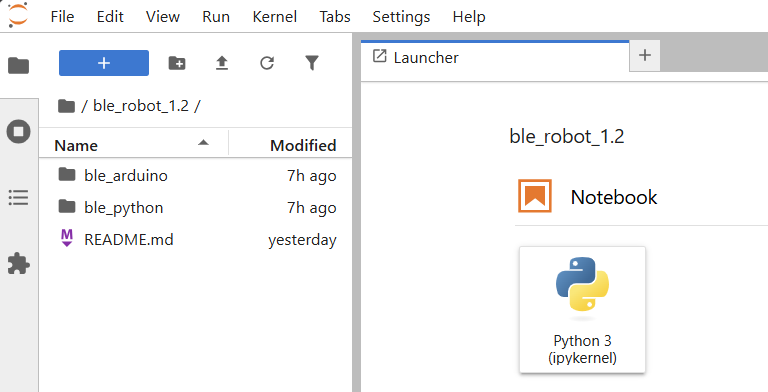 File Edit View Run Kernel Tabs Settings Help
+
Launcher
+
/ ble_robot_1.2 /
Name Modified
ble_arduino 7h ago
ble_python 7h ago
M README.md yesterday
ble_robot_1.2
Notebook
Python 3
(ipykernel)